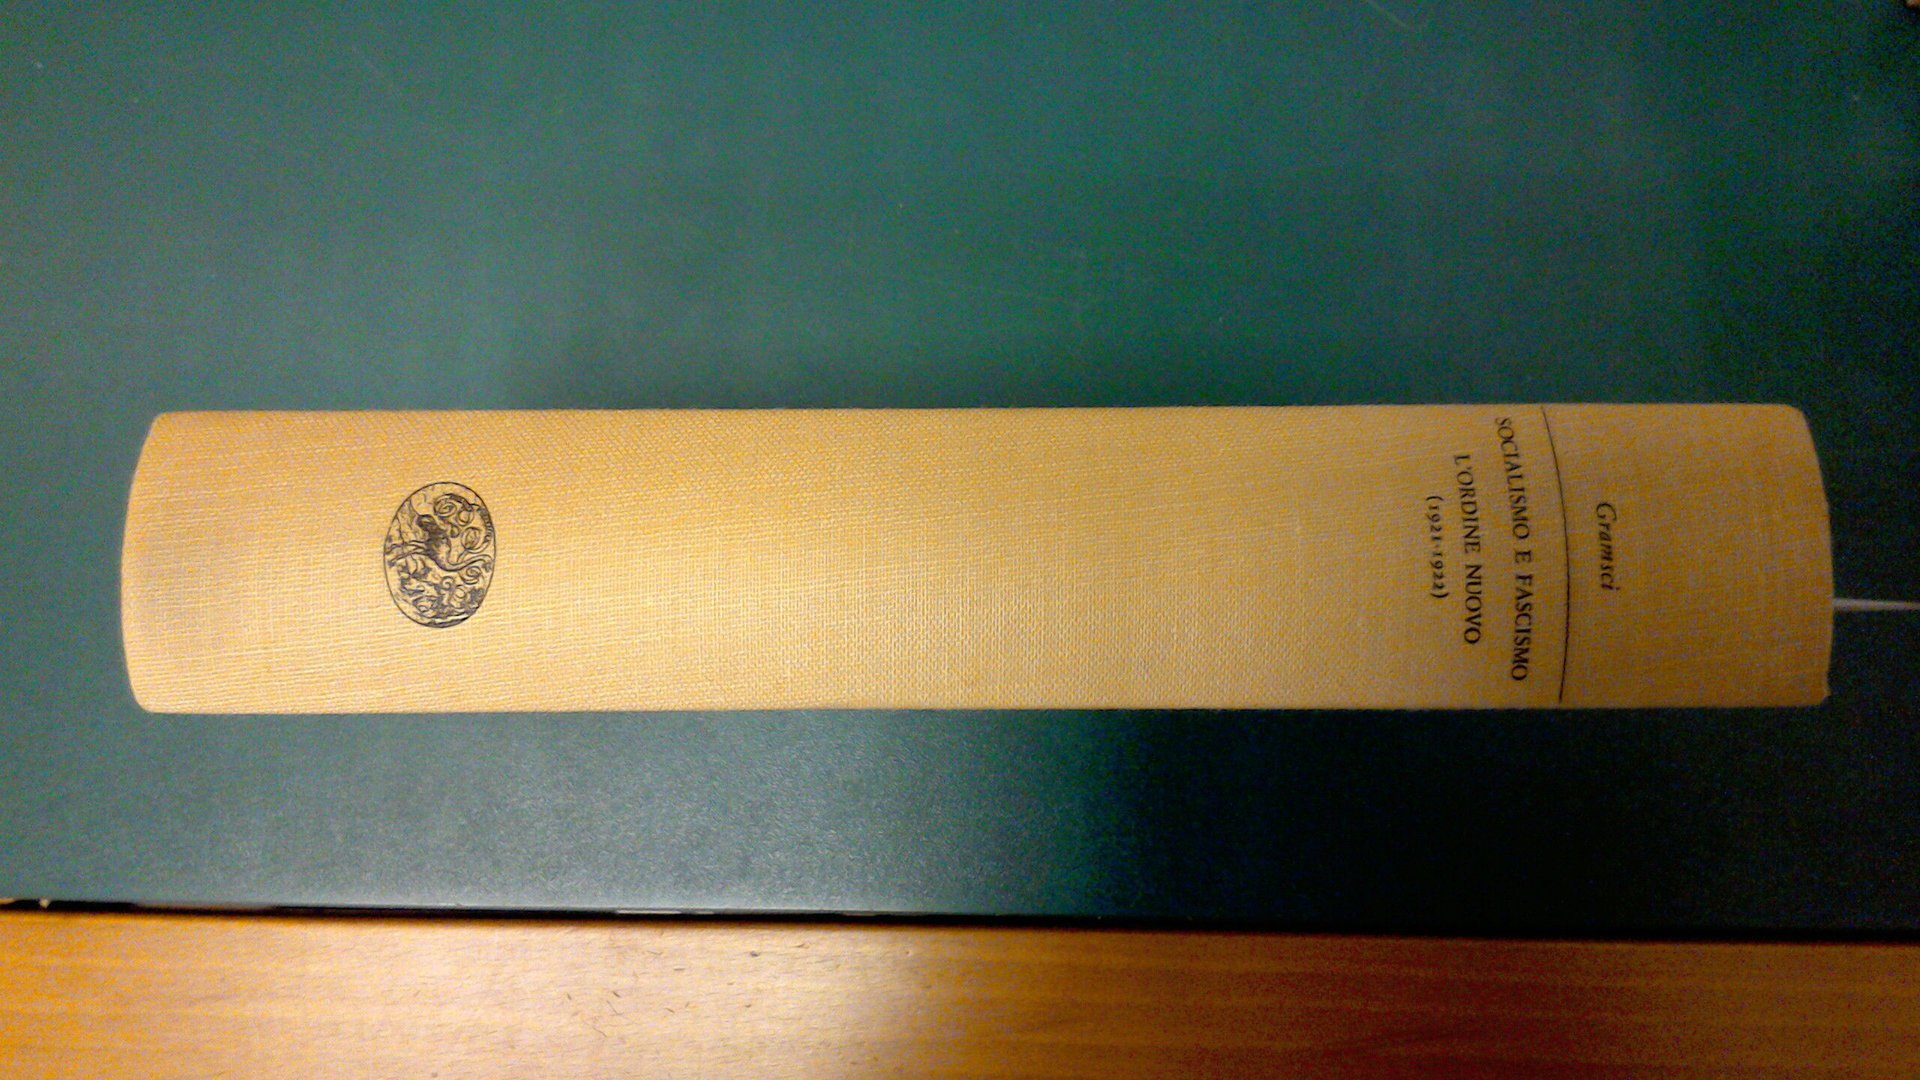 Gramsci
SOCIALISMO E FASCISMO
L'ORDINE NUOVO
(1921-1922)